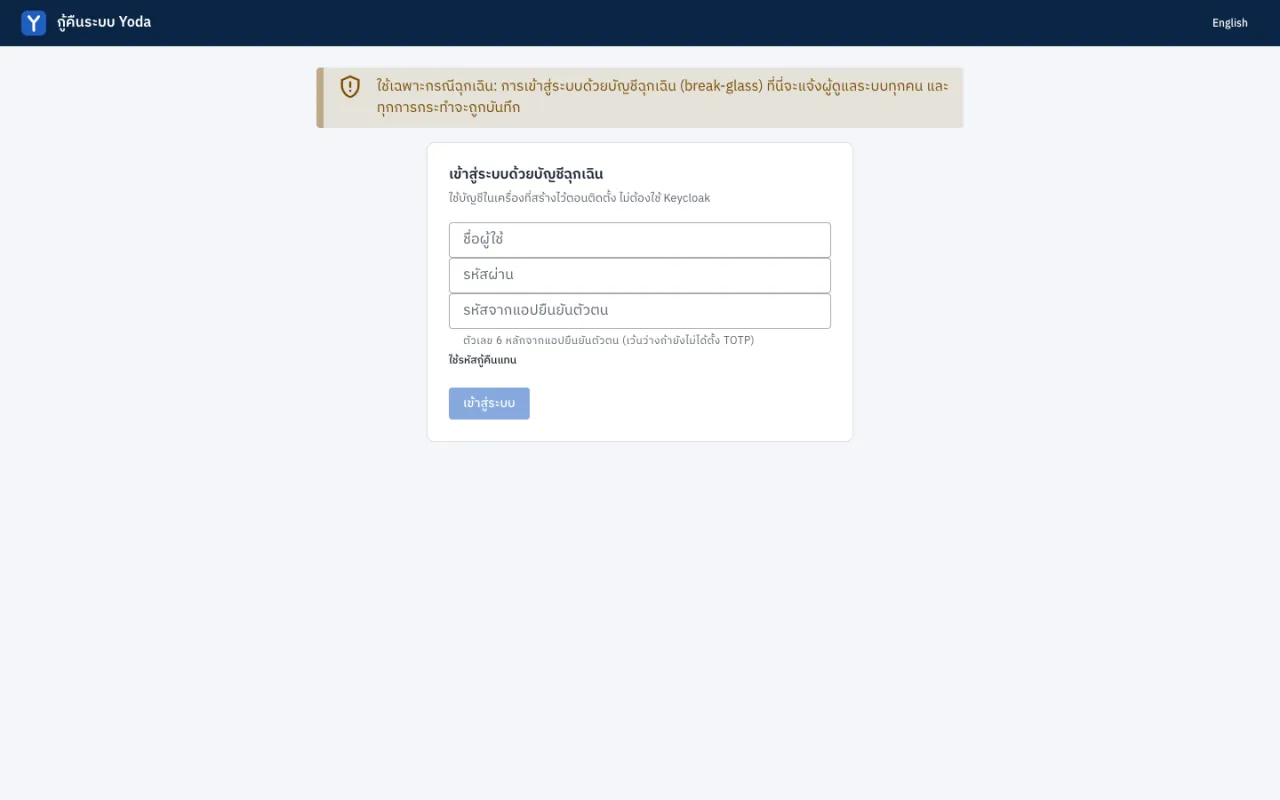 Y กู้คืนระบบ Yoda
English
ใช้เฉพาะกรณีฉุกเฉิน: การเข้าสู่ระบบด้วยบัญชีฉุกเฉิน (break-glass) ที่นี่จะแจ้งผู้ดูแลระบบทุกคน และ
ทุกการกระทำจะถูกบันทึก
เข้าสู่ระบบด้วยบัญชีฉุกเฉิน
ใช้บัญชีในเครื่องที่สร้างไว้ตอนติดตั้ง ไม่ต้องใช้ Keycloak
ชื่อผู้ใช้
รหัสผ่าน
รหัสจากแอปยืนยันตัวตน
ตัวเลข 6 หลักจากแอปยืนยันตัวตน (เว้นว่างถ้ายังไม่ได้ตั้ง TOTP)
ใช้รหัสกู้คืนแทน
เข้าสู่ระบบ